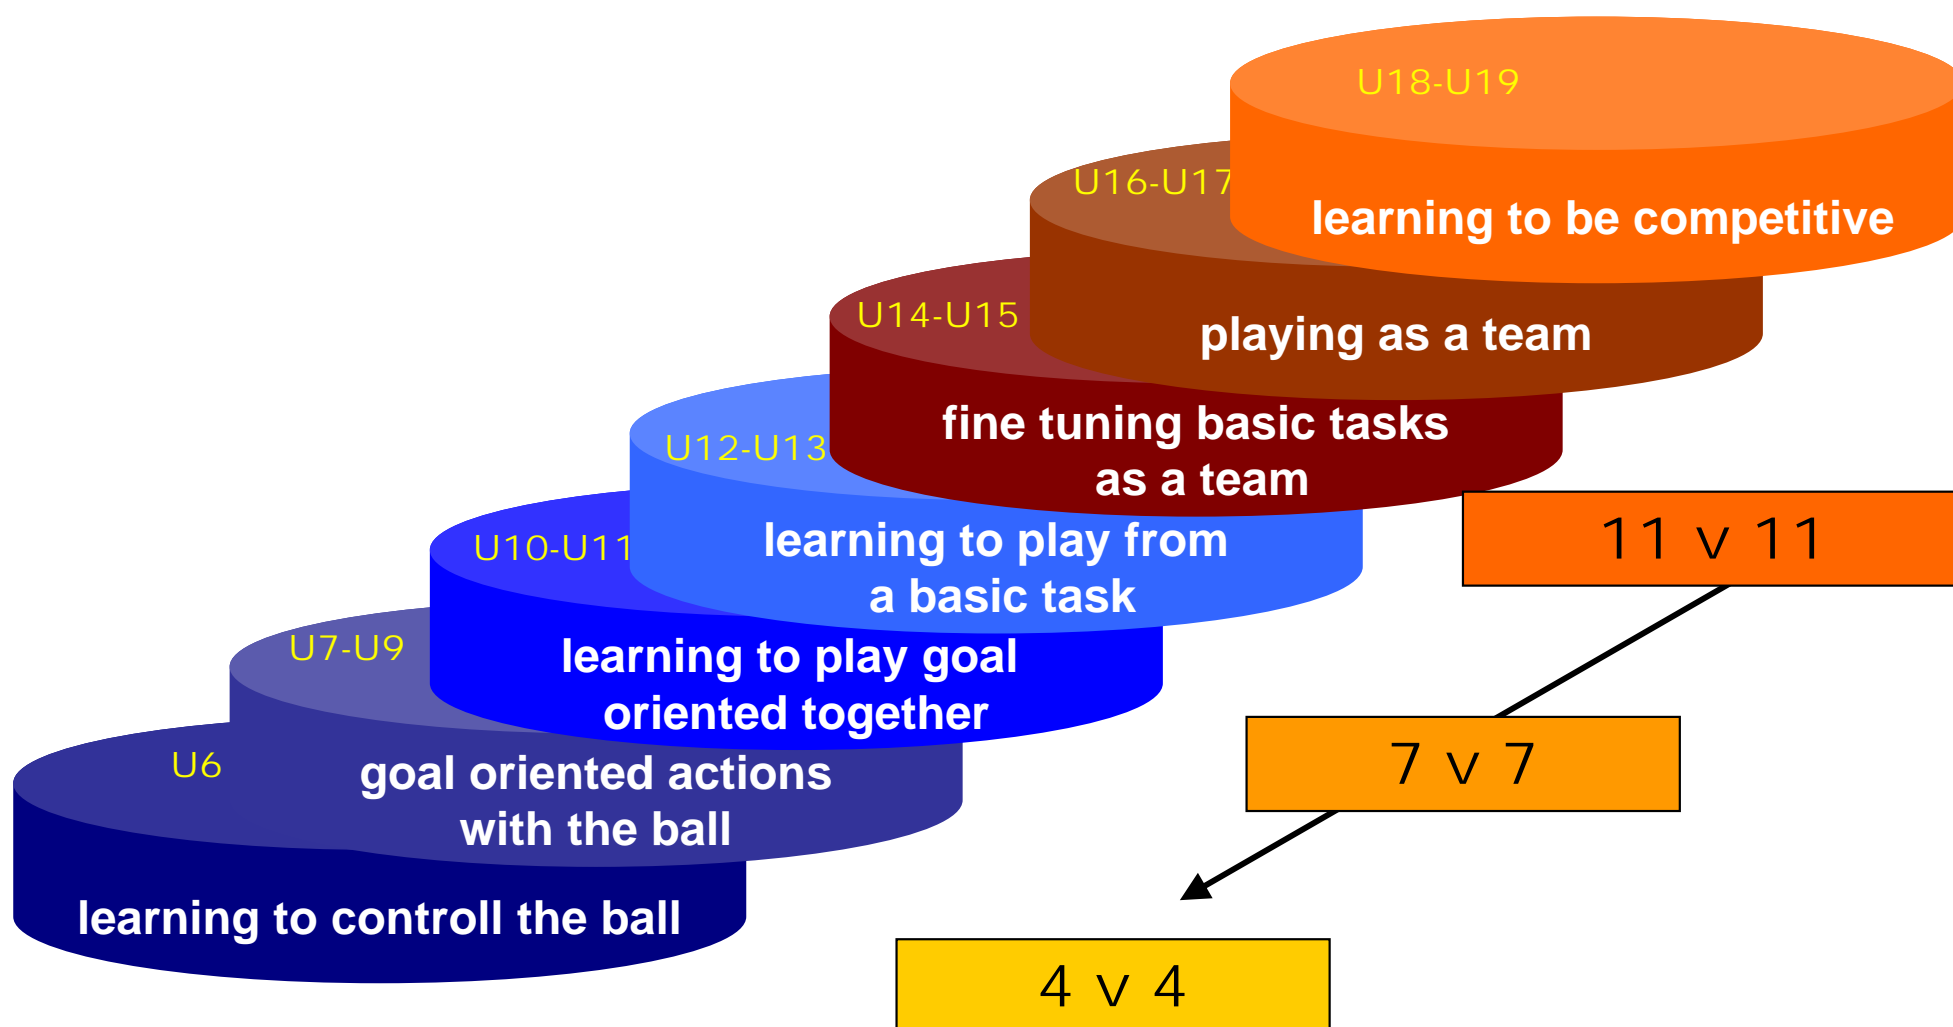 U18-U19
learning to be competitive
U16-U17
playing as a team
U14-U15
fine tuning basic tasks
as a team
U12-U13
learning to play from
a basic task
U10-U11
learning to play goal
oriented together
U7-U9
goal oriented actions
with the ball
U6
learning to controll the ball
11 v 11
7 v 7
4 v 4